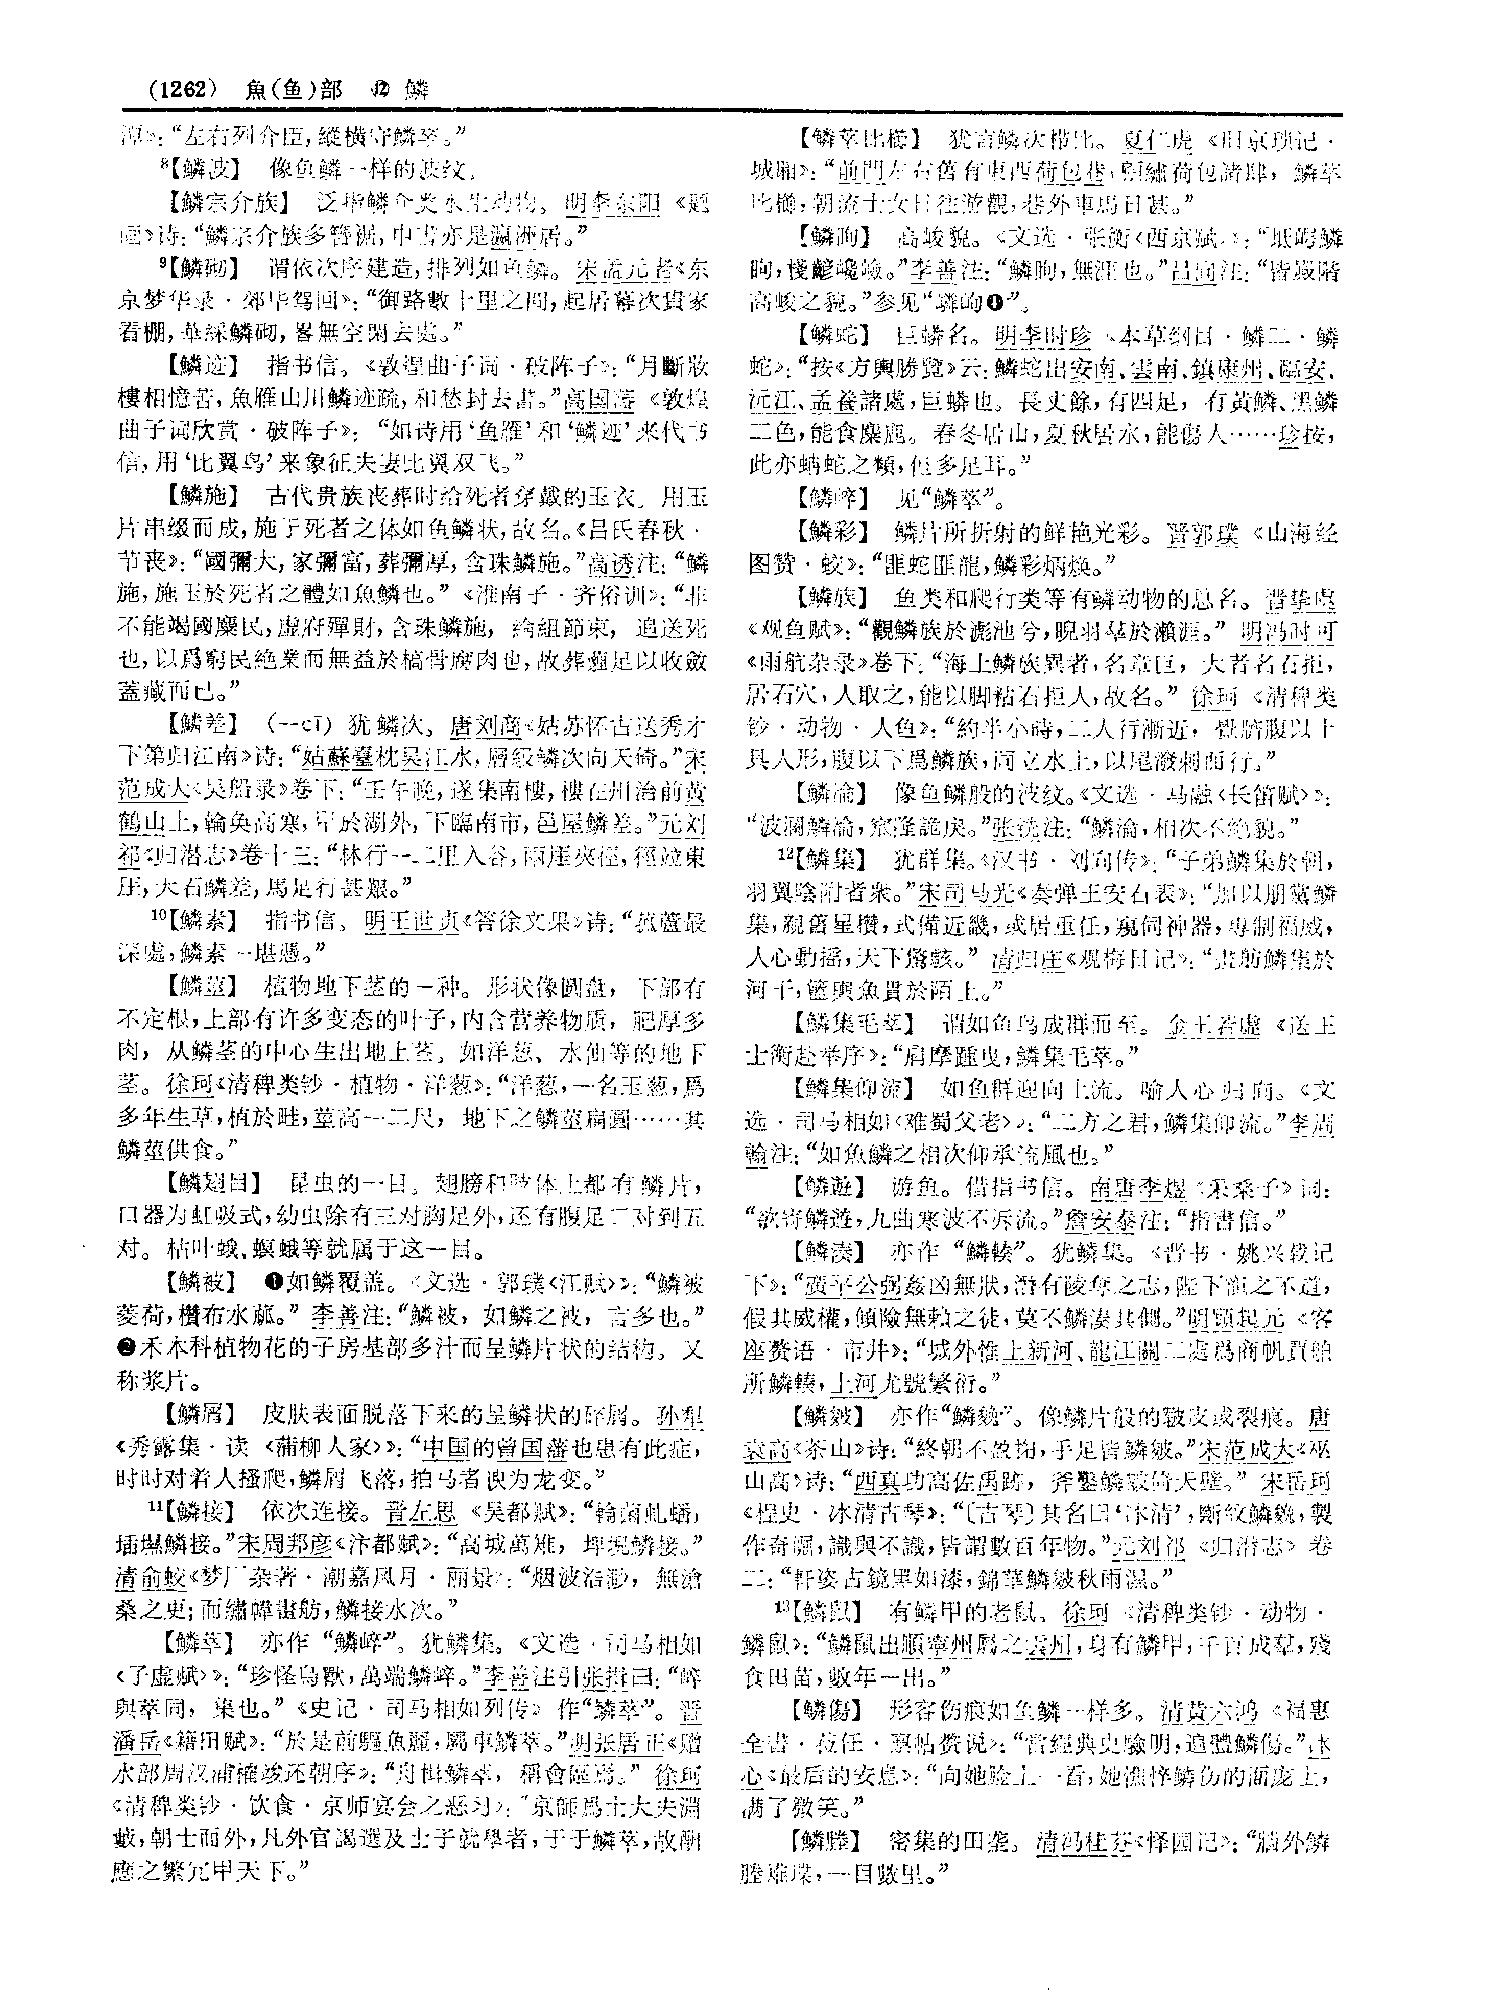 (1262) 魚(鱼)部 ⑫ 鳞
潭》:“左右列介臣,縱横守鳞萃。”
⁸【鳞波】 像鱼鳞一样的波纹。
【鳞宗介族】 泛指鳞介类水生动物。明李东阳《题
画》诗:“鳞宗介族多晉裾,中書亦是瀛洲居。”
⁹【鳞砌】 谓依次序建造,排列如鱼鳞。宋孟元老《东
京梦华录·郊毕驾回》:“御路數十里之間,起居幕次貴家
看棚,華綵鳞砌,畧無空閑去處。”
【鳞迹】 指书信。《敦煌曲子词·破阵子》:“月斷妝
樓相憶苦,魚雁山川鳞迹疏,和愁封去書。”高国藩《敦煌
曲子词欣赏·破阵子》:“如诗用‘鱼雁’和‘鳞迹’来代书
信,用‘比翼鸟’来象征夫妻比翼双飞。”
【鳞施】 古代贵族丧葬时给死者穿戴的玉衣。用玉
片串缀而成,施于死者之体如鱼鳞状,故名。《吕氏春秋·
节丧》:“國彌大,家彌富,葬彌厚,含珠鳞施。”高诱注:“鳞
施,施玉於死者之體如魚鳞也。”《淮南子·齐俗训》:“非
不能竭國麋民,虚府殫財,含珠鳞施,綸組節束,追送死
也,以爲窮民絶業而無益於槁骨腐肉也,故葬薶足以收斂
蓋藏而已。”
【鳞差】 (—cī) 犹鳞次。唐刘商《姑苏怀古送秀才
下第归江南》诗:“姑蘇臺枕吴江水,層級鳞次向天倚。”宋
范成大《吴船录》卷下:“壬午晚,遂集南樓,樓在州治前黄
鹤山上,輪奂高寒,甲於湖外,下臨南市,邑屋鳞差。”元刘
祁《归潜志》卷十三:“林行一二里入谷,兩崖夾徑,徑並東
厓,大石鳞差,馬足行甚艱。”
¹⁰【鳞素】 指书信。明王世贞《答徐文果》诗:“菰蘆最
深處,鳞素一堪憑。”
【鳞莖】 植物地下茎的一种。形状像圆盘,下部有
不定根,上部有许多变态的叶子,内含营养物质,肥厚多
肉,从鳞茎的中心生出地上茎。如洋葱、水仙等的地下
茎。徐珂《清稗类钞·植物·洋葱》:“洋葱,一名玉葱,爲
多年生草,植於畦,莖高一二尺,地下之鳞莖扁圓……其
鳞莖供食。”
【鳞翅目】 昆虫的一目。翅膀和肢体上都有鳞片,
口器为虹吸式,幼虫除有三对胸足外,还有腹足二对到五
对。枯叶蛾、螟蛾等就属于这一目。
【鳞被】 ❶如鳞覆盖。《文选·郭璞〈江赋〉》:“鳞被
菱荷,攢布水蓏。”李善注:“鳞被,如鳞之被,言多也。”
❷禾本科植物花的子房基部多汁而呈鳞片状的结构。又
称浆片。
【鳞屑】 皮肤表面脱落下来的呈鳞状的碎屑。孙犁
《秀露集·读〈蒲柳人家〉》:“中国的曾国藩也患有此症,
时时对着人搔爬,鳞屑飞落,拍马者谀为龙变。”
¹¹【鳞接】 依次连接。晋左思《吴都赋》:“輪菌虬蟠,
插堁鳞接。”宋周邦彦《汴都赋》:“高城萬雉,埤堄鳞接。”
清俞蛟《梦厂杂著·潮嘉风月·丽景》:“烟波浩渺,無滄
桑之更;而繡幃畫舫,鳞接水次。”
【鳞萃】 亦作“鳞崪”。犹鳞集。《文选·司马相如
〈子虚赋〉》:“珍怪鳥獸,萬端鳞崪。”李善注引张揖曰:“崪
與萃同,集也。”《史记·司马相如列传》作“鳞萃”。晋
潘岳《籍田赋》:“於是前驅魚麗,屬車鳞萃。”明张居正《赠
水部周汉浦榷竣还朝序》:“舟楫鳞萃,稱會區焉。”徐珂
《清稗类钞·饮食·京师宴会之恶习》:“京師爲士大夫淵
藪,朝士而外,凡外官謁選及士子就學者,于于鳞萃,故酬
應之繁冗甲天下。”
【鳞萃比櫛】 犹言鳞次栉比。夏仁虎《旧京琐记·
城厢》:“前門左右舊有東西荷包巷,顧繡荷包諸肆,鳞萃
比櫛,朝流士女日往游觀,巷外車馬日甚。”
【鳞眴】 高峻貌。《文选·张衡〈西京赋〉》:“坻崿鳞
眴,棧齴巉嶮。”李善注:“鳞眴,無涯也。”吕向注:“皆殿階
高峻之貌。”参见“嶙峋❶”。
【鳞蛇】 巨蟒名。明李时珍《本草纲目·鳞二·鳞
蛇》:“按《方輿勝覽》云:鳞蛇出安南、雲南、鎮康州、臨安、
沅江、孟養諸處,巨蟒也。長丈餘,有四足,有黄鳞、黑鳞
二色,能食麋鹿。春冬居山,夏秋居水,能傷人……珍按,
此亦蚺蛇之類,但多足耳。”
【鳞崪】 见“鳞萃”。
【鳞彩】 鳞片所折射的鲜艳光彩。晋郭璞《山海经
图赞·蛟》:“匪蛇匪龍,鳞彩炳焕。”
【鳞族】 鱼类和爬行类等有鳞动物的总名。晋挚虞
《观鱼赋》:“觀鳞族於滮池兮,睨羽羣於瀨涯。”明冯时可
《雨航杂录》卷下:“海上鳞族異者,名章巨,大者名石拒,
居石穴,人取之,能以脚粘石拒人,故名。”徐珂《清稗类
钞·动物·人鱼》:“約半小時,二人行漸近,覺臍腹以上
具人形,腹以下爲鳞族,両立水上,以尾潑剌而行。”
【鳞淪】 像鱼鳞般的波纹。《文选·马融〈长笛赋〉》:
“波瀾鳞淪,窊隆詭戾。”张铣注:“鳞淪,相次不绝貌。”
¹²【鳞集】 犹群集。《汉书·刘向传》:“子弟鳞集於朝,
羽翼陰附者衆。”宋司马光《奏弹王安石表》:“加以朋黨鳞
集,親舊星攢,式備近畿,或居重任,窺伺神器,專制福威,
人心動摇,天下驚駭。”清归庄《观梅日记》:“畫舫鳞集於
河干,籃輿魚貫於陌上。”
【鳞集毛萃】 谓如鱼鸟成群而至。金王若虚《送王
士衡赴举序》:“肩摩踵曳,鳞集毛萃。”
【鳞集仰流】 如鱼群迎向上流。喻人心归向。《文
选·司马相如〈难蜀父老〉》:“二方之君,鳞集仰流。”李周
翰注:“如魚鳞之相次仰承流風也。”
【鳞遊】 游鱼。借指书信。南唐李煜《采桑子》词:
“欲寄鳞遊,九曲寒波不泝流。”詹安泰注:“指書信。”
【鳞湊】 亦作“鳞輳”。犹鳞集。《晋书·姚兴载记
下》:“廣平公弼姦凶無狀,潛有陵奪之志,陛下寵之不道,
假其威權,傾險無賴之徒,莫不鳞湊其側。”明顾起元《客
座赘语·市井》:“城外惟上新河、龍江關二處爲商帆賈舶
所鳞輳,上河尤號繁衍。”
【鳞皴】 亦作“鳞皴”。像鳞片般的皲皮或裂痕。唐
袁高《茶山》诗:“終朝不盈掬,手足皆鳞皴。”宋范成大《巫
山高》诗:“西真功高佐禹跡,斧鑿鳞皴倚天壁。”宋岳珂
《桯史·冰清古琴》:“〔古琴〕其名曰‘冰清’,斷紋鳞皴,製
作奇崛,識與不識,皆謂數百年物。”元刘祁《归潜志》卷
二:“軒姿古鏡黑如漆,錦華鳞皴秋雨濕。”
¹³【鳞鼠】 有鳞甲的老鼠。徐珂《清稗类钞·动物·
鳞鼠》:“鳞鼠出順寧州屬之雲州,身有鳞甲,千百成羣,殘
食田苗,數年一出。”
【鳞傷】 形容伤痕如鱼鳞一样多。清黄六鸿《福惠
全书·莅任·禀帖赘说》:“當經典史驗明,遍體鳞傷。”冰
心《最后的安息》:“向她脸上一看,她憔悴鳞伤的面庞上,
满了微笑。”
【鳞塍】 密集的田垄。清冯桂芬《怿园记》:“牆外鳞
塍雉堞,一目數里。”